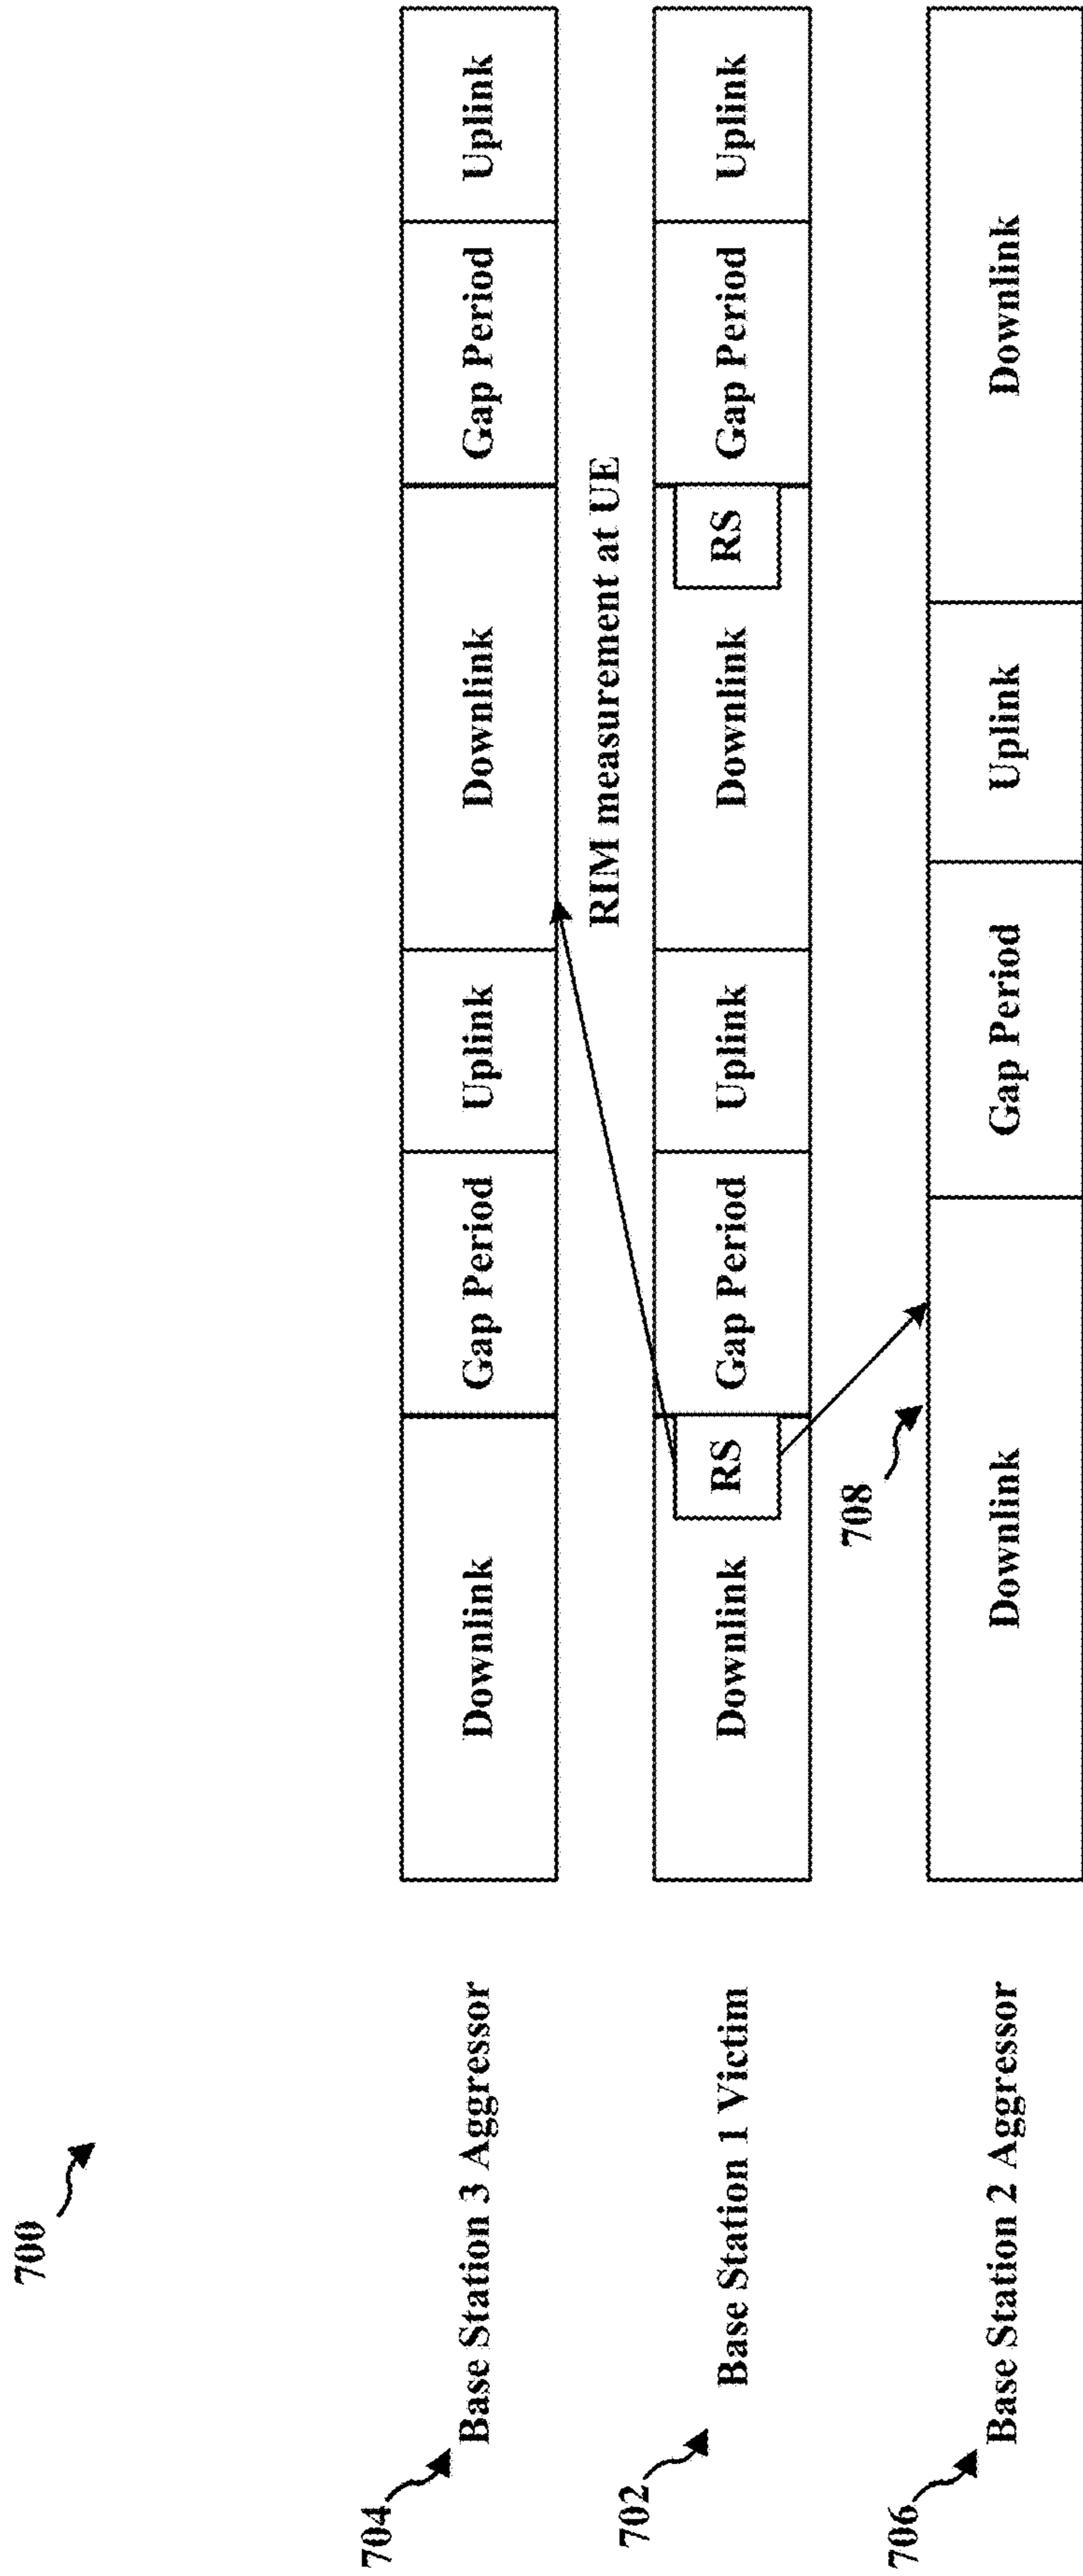 700
704
Base Station 3 Aggressor
Downlink
Gap Period
Uplink
Downlink
Gap Period
Uplink
RIM measurement at UE
702
Base Station 1 Victim
Downlink
RS
Gap Period
Uplink
Downlink
RS
Gap Period
Uplink
708
706
Base Station 2 Aggressor
Downlink
Gap Period
Uplink
Downlink